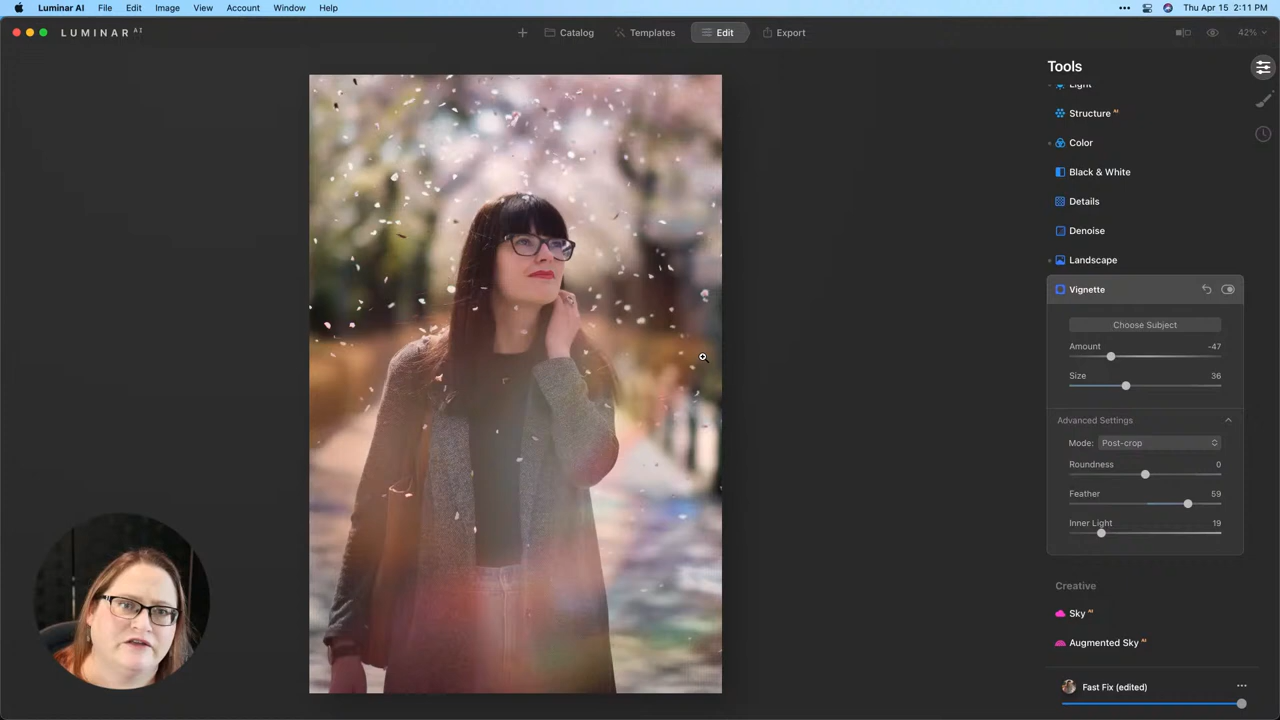 Luminar AI File Edit Image View Account Window Help ••• Thu Apr 15 2:11 PM
LUMINAR AI + Catalog Templates Edit Export 42%
Tools
Light
Structure AI
Color
Black & White
Details
Denoise
Landscape
Vignette
Choose Subject
Amount -47
Size 36
Advanced Settings
Mode: Post-crop
Roundness 0
Feather 59
Inner Light 19
Creative
Sky AI
Augmented Sky AI
Fast Fix (edited) •••